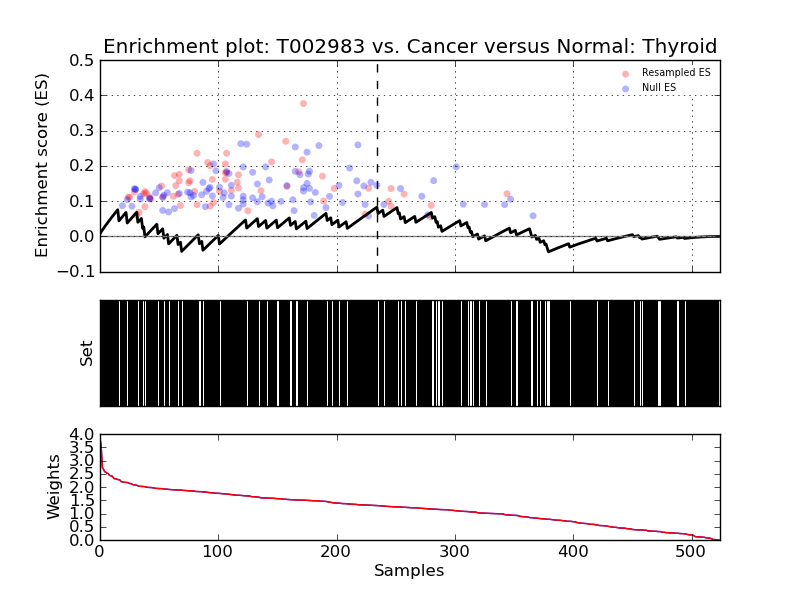 Enrichment plot: T002983 vs. Cancer versus Normal: Thyroid
Enrichment score (ES)
0.5
0.4
0.3
0.2
0.1
0.0
−0.1
Resampled ES
Null ES
Set
Weights
4.0
3.5
3.0
2.5
2.0
1.5
1.0
0.5
0.0
0 100 200 300 400 500
Samples